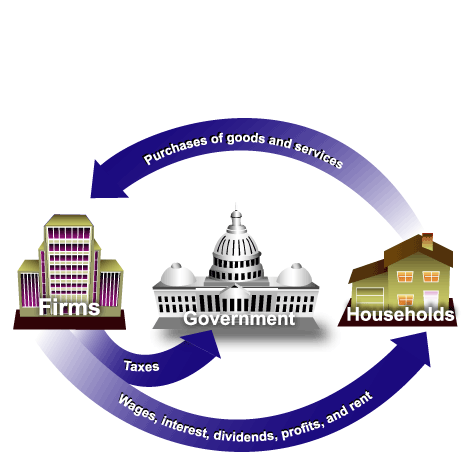 Purchases of goods and services
Firms
Government
Households
Taxes
Wages, interest, dividends, profits, and rent